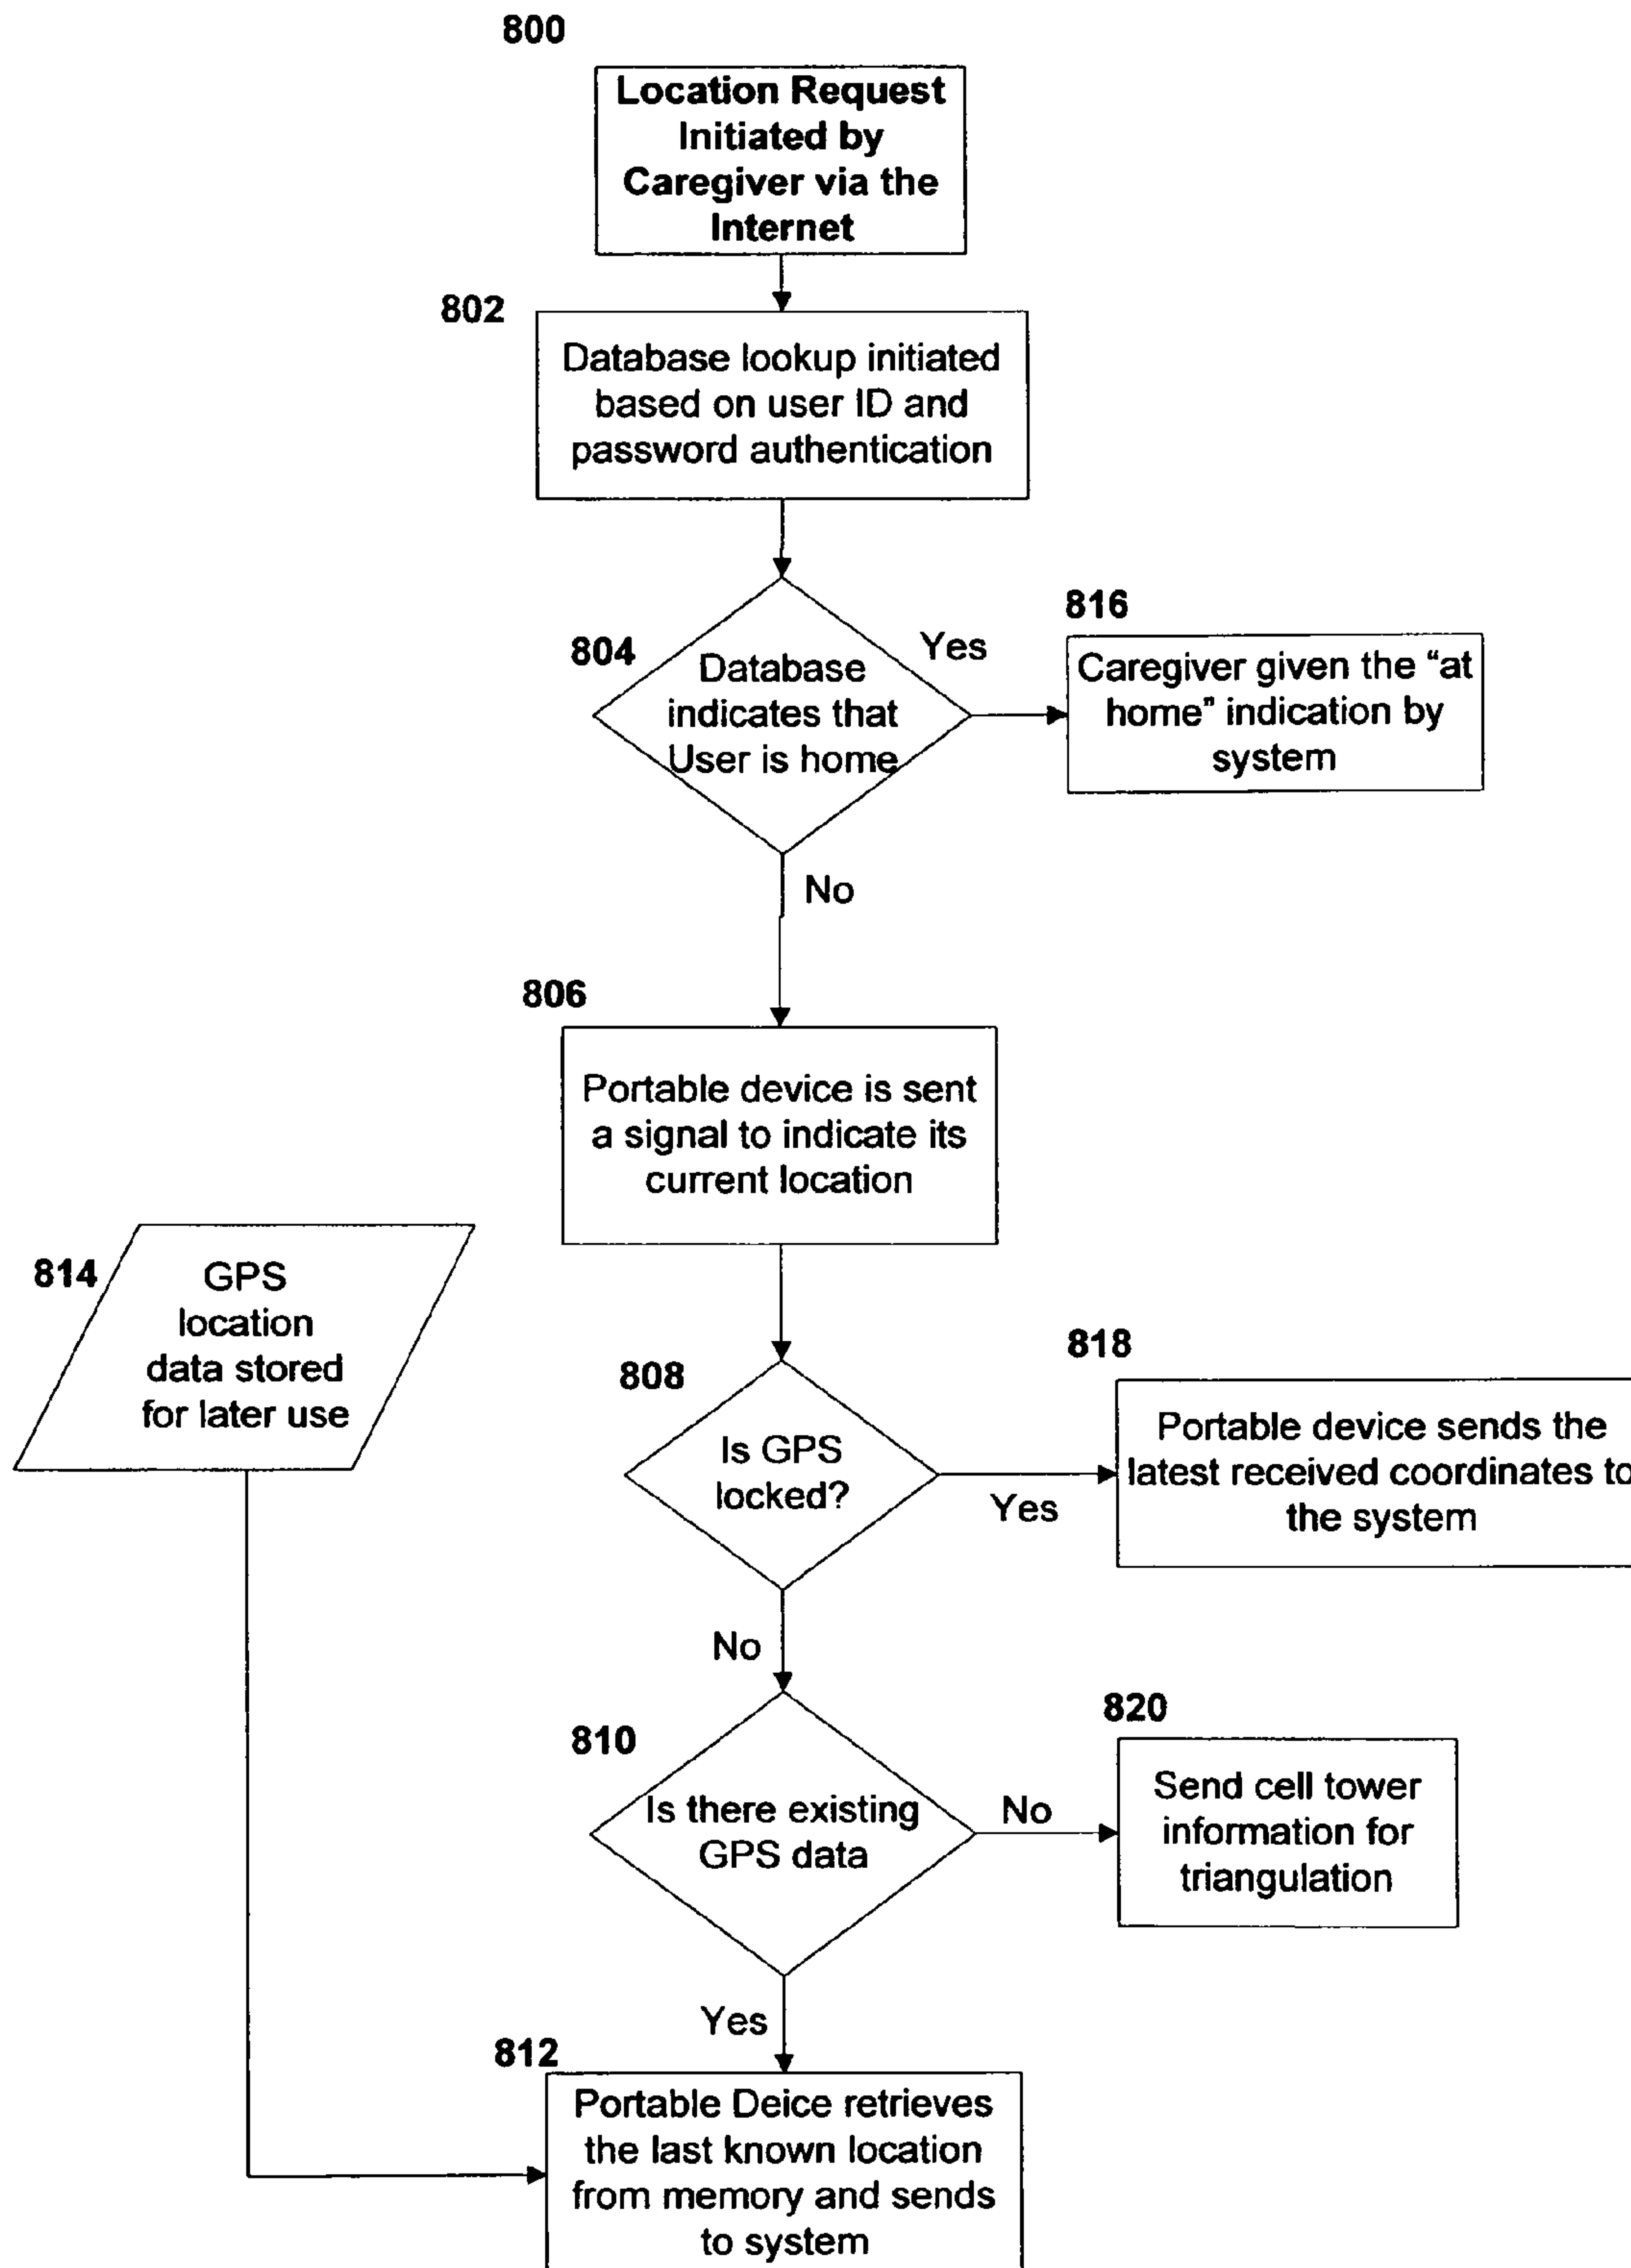 800
Location Request
Initiated by
Caregiver via the
Internet
802
Database lookup initiated
based on user ID and
password authentication
804
Database
indicates that
User is home
Yes
816
Caregiver given the “at
home” indication by
system
No
806
Portable device is sent
a signal to indicate its
current location
814
GPS
location
data stored
for later use
808
Is GPS
locked?
Yes
818
Portable device sends the
latest received coordinates to
the system
No
810
Is there existing
GPS data
No
820
Send cell tower
information for
triangulation
Yes
812
Portable Deice retrieves
the last known location
from memory and sends
to system